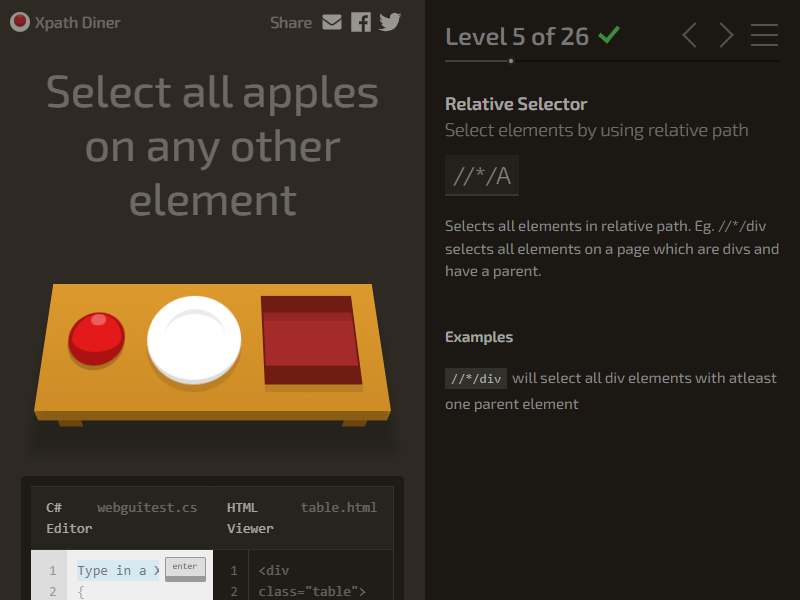 Xpath Diner
Share
Select all apples
on any other
element
C#
Editor
webguitest.cs
HTML
Viewer
table.html
1
2
Type in a X
{
enter
1
2
<div
class="table">
Level 5 of 26
Relative Selector
Select elements by using relative path
//*/A
Selects all elements in relative path. Eg. //*/div
selects all elements on a page which are divs and
have a parent.
Examples
//*/div will select all div elements with atleast
one parent element